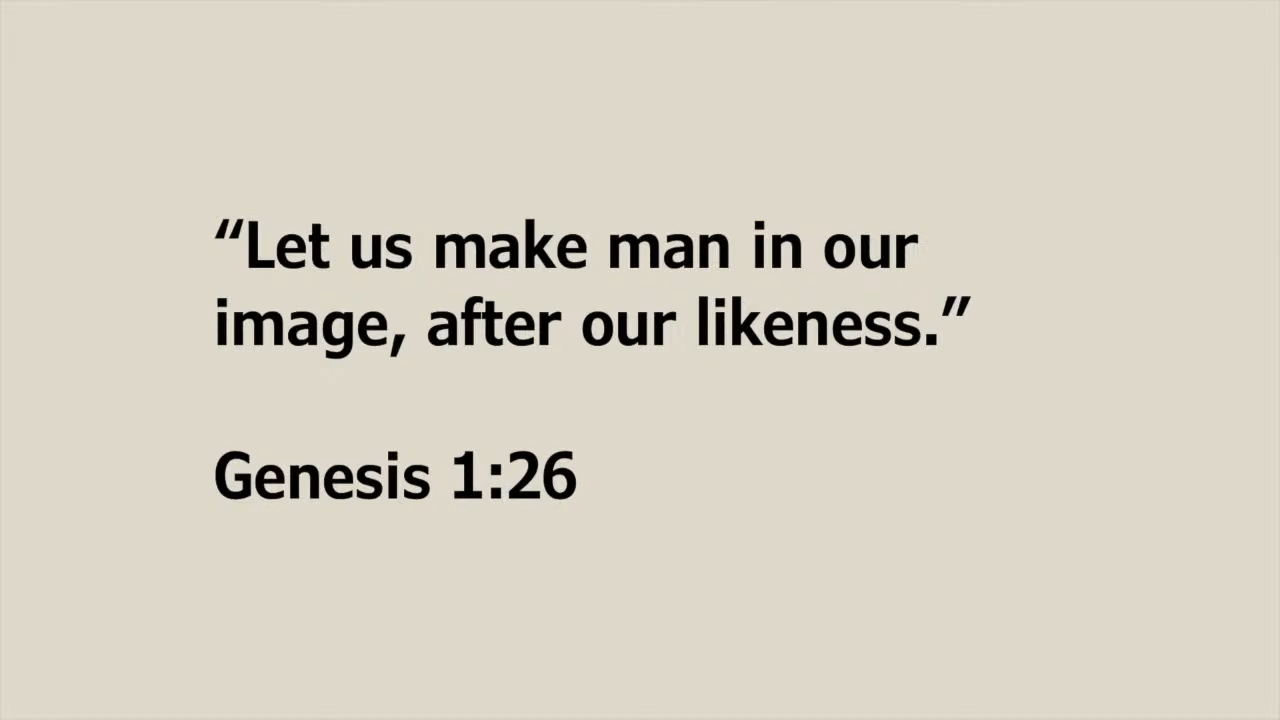 “Let us make man in our
image, after our likeness.”
Genesis 1:26